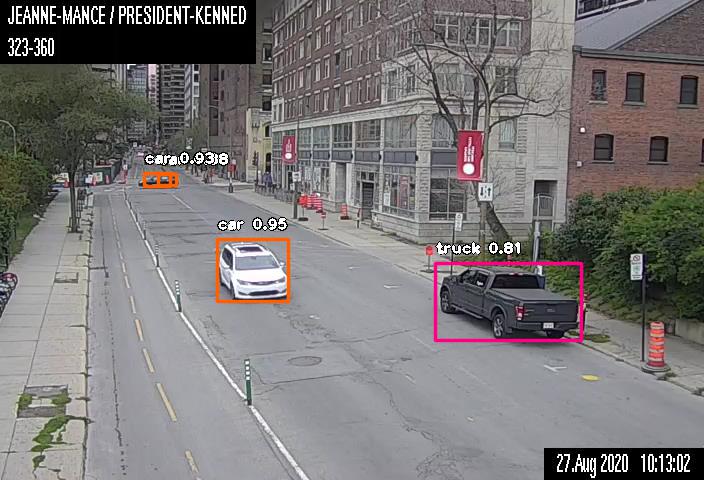 JEANNE-MANCE / PRESIDENT-KENNED
323-360
car 0.93
car 0.95
truck 0.81
27.Aug 2020 10:13:02